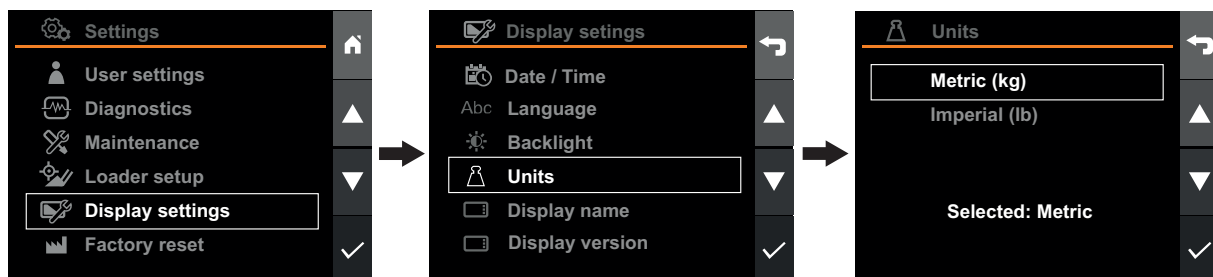 Settings
User settings
Diagnostics
Maintenance
Loader setup
Display settings
Factory reset
Display setings
Date / Time
Abc Language
Backlight
Units
Display name
Display version
Units
Metric (kg)
Imperial (lb)
Selected: Metric